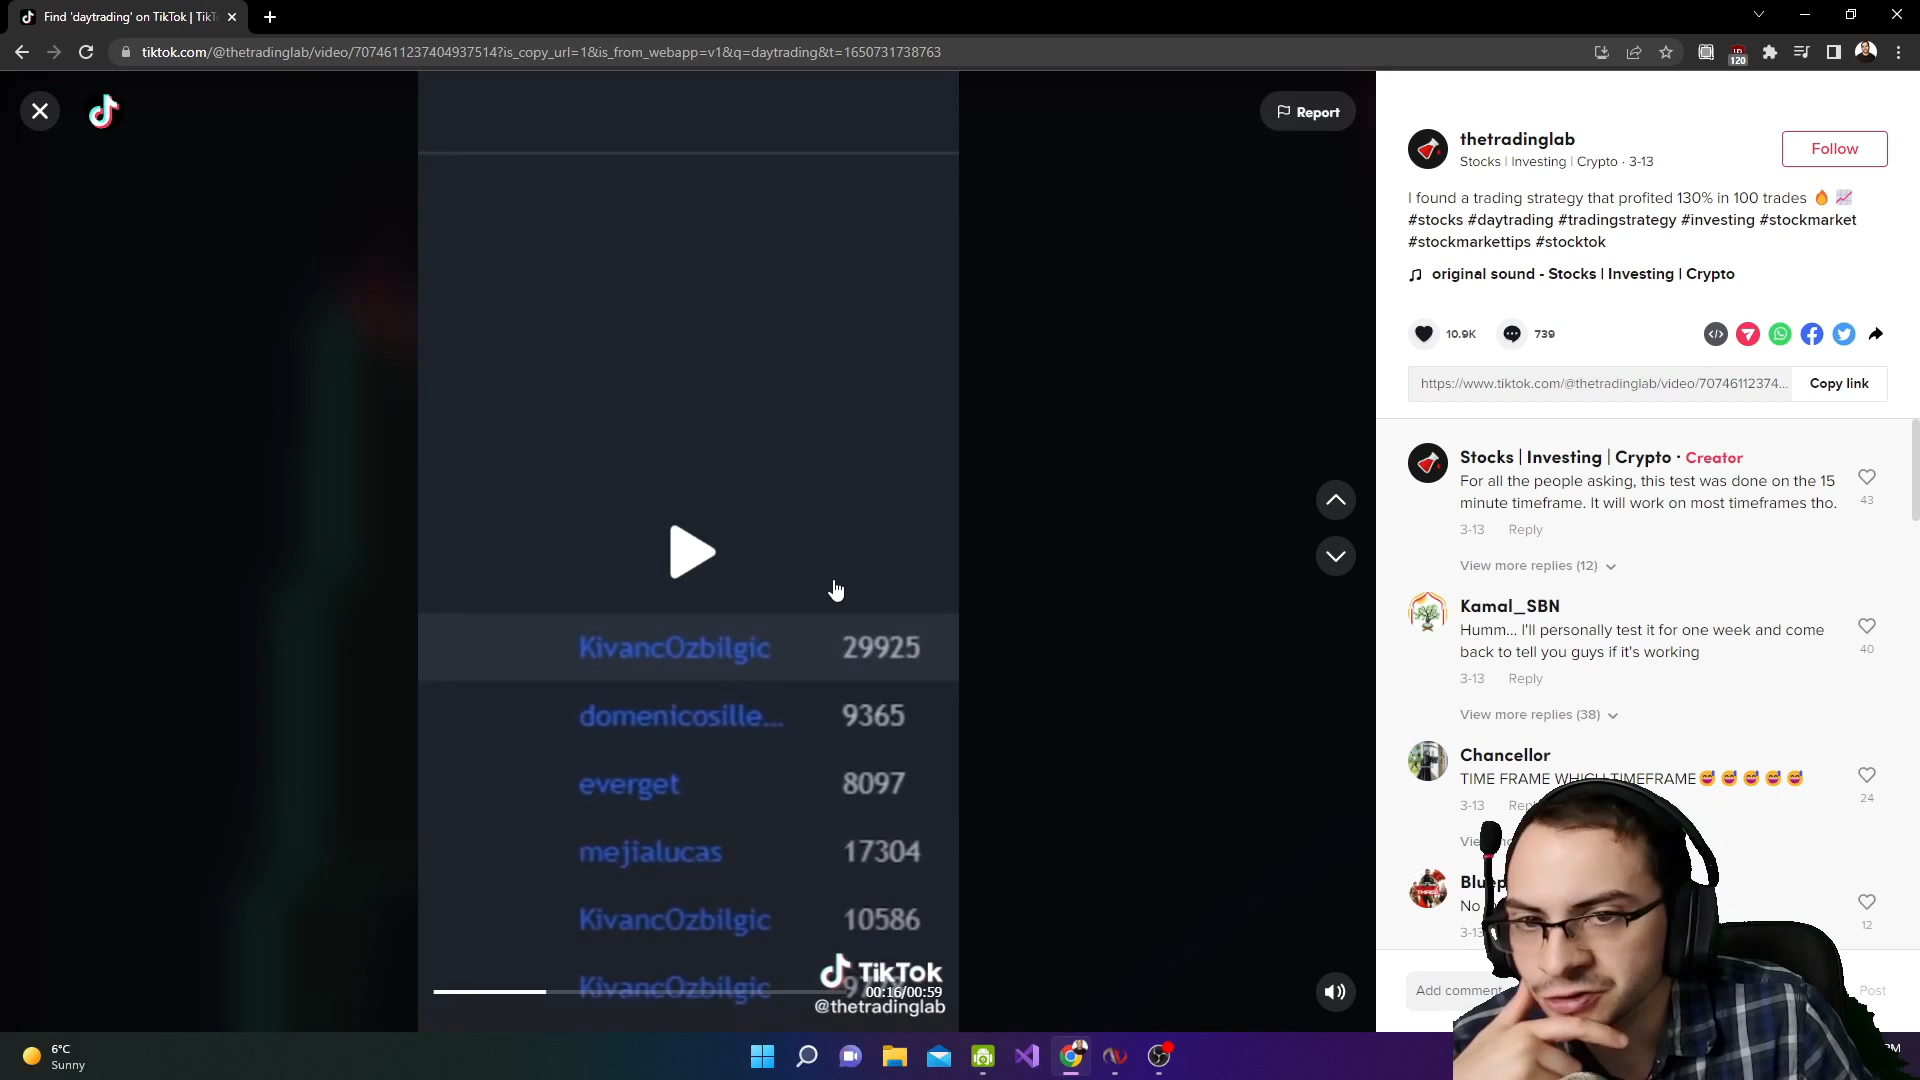 Find 'daytrading' on TikTok | TikT
tiktok.com/@thetradinglab/video/7074611237404937514?is_copy_url=1&is_from_webapp=v1&q=daytrading&t=1650731738763
120
Report
thetradinglab
Stocks | Investing | Crypto · 3-13
Follow
I found a trading strategy that profited 130% in 100 trades 🔥 📈
#stocks #daytrading #tradingstrategy #investing #stockmarket
#stockmarkettips #stocktok
original sound - Stocks | Investing | Crypto
10.9K
739
https://www.tiktok.com/@thetradinglab/video/70746112374...
Copy link
Stocks | Investing | Crypto · Creator
For all the people asking, this test was done on the 15
minute timeframe. It will work on most timeframes tho.
43
3-13 Reply
View more replies (12)
Kamal_SBN
Humm... I'll personally test it for one week and come
back to tell you guys if it's working
40
3-13 Reply
View more replies (38)
Chancellor
TIME FRAME WHICH TIMEFRAME😅😅😅😅😅
24
3-13
No
12
3-13
Add comment
Post
KivancOzbilgic 29925
domenicosille... 9365
everget 8097
mejialucas 17304
KivancOzbilgic 10586
KivancOzbilgic
TikTok
00:16/00:59
@thetradinglab
6°C
Sunny